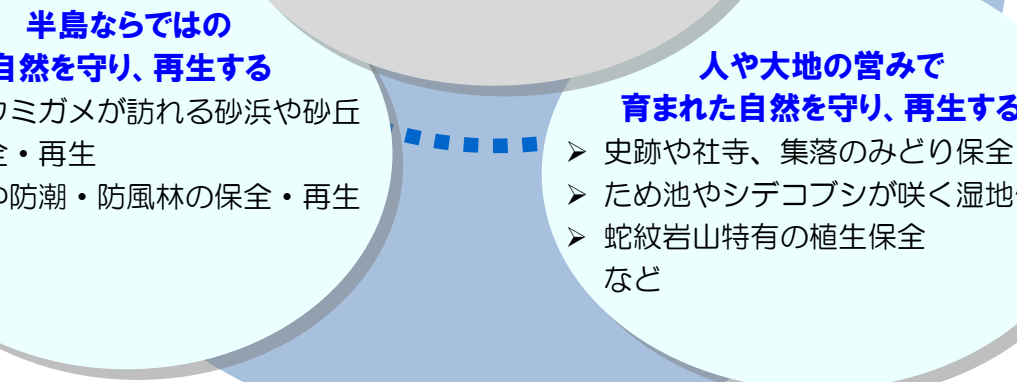 半島ならではの
自然を守り、再生する
ウミガメが訪れる砂浜や砂丘
全・再生
や防潮・防風林の保全・再生
人や大地の営みで
育まれた自然を守り、再生する
➢ 史跡や社寺、集落のみどり保全
➢ ため池やシデコブシが咲く湿地
➢ 蛇紋岩山特有の植生保全
など